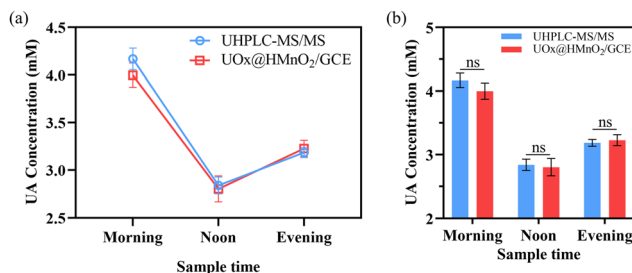 (a)
UHPLC-MS/MS
UOx@HMnO₂/GCE
UA Concentration (mM)
4.5
4.0
3.5
3.0
2.5
Morning Noon Evening
Sample time
(b)
UHPLC-MS/MS
UOx@HMnO₂/GCE
UA Concentration (mM)
5
4
3
2
ns
ns
ns
Morning Noon Evening
Sample time